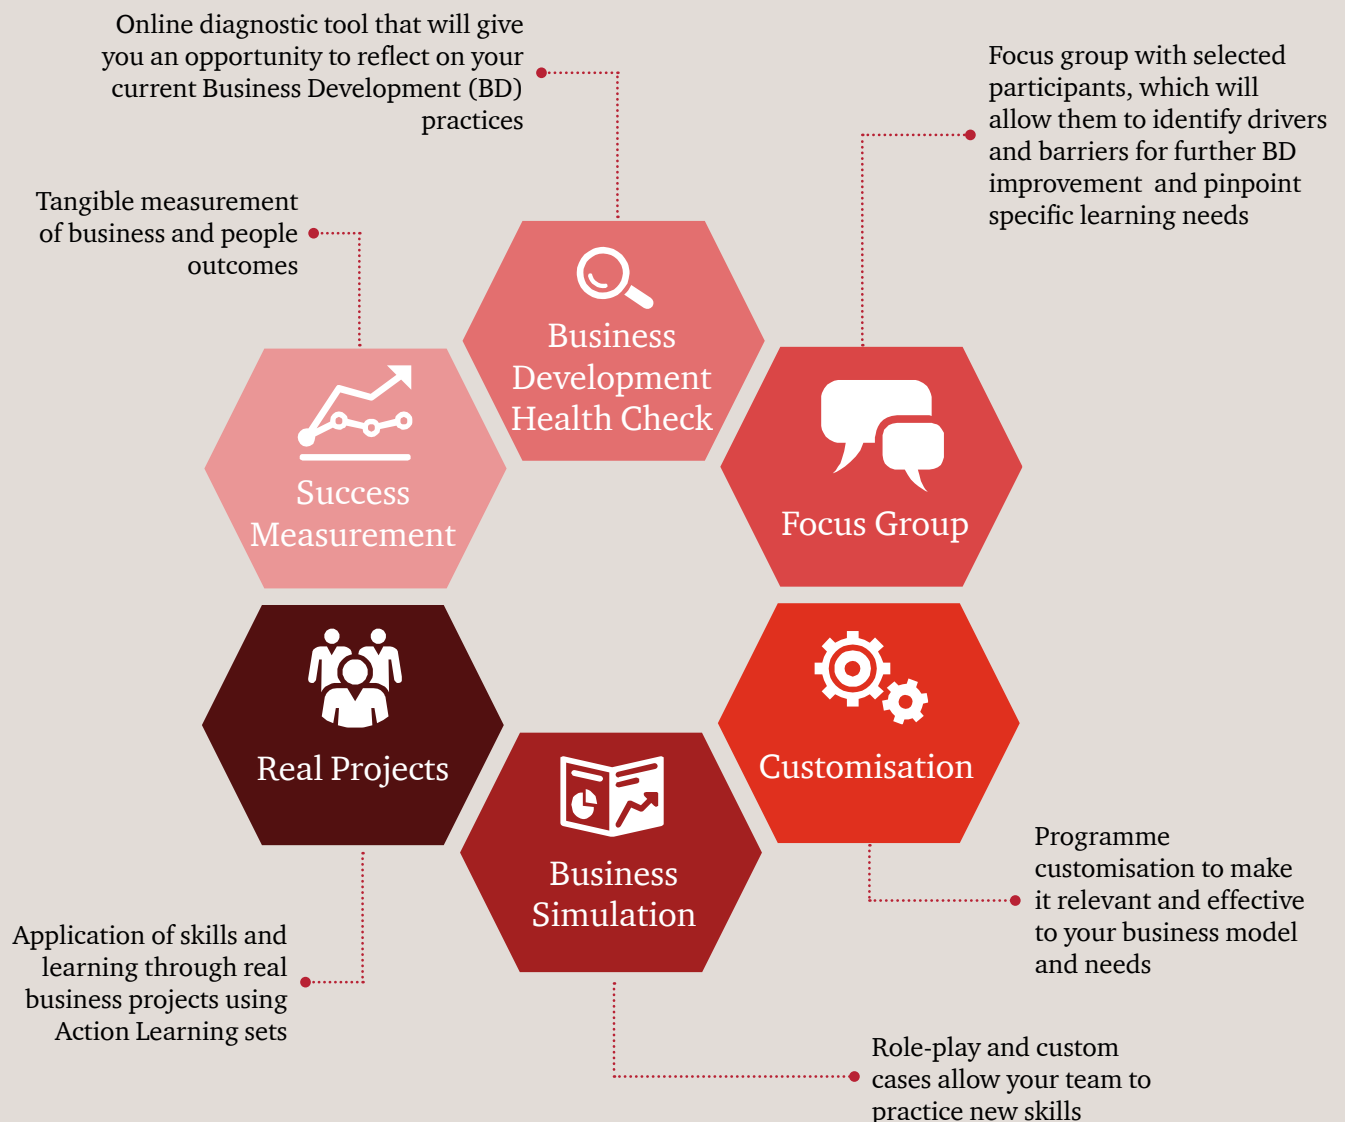 Online diagnostic tool that will give
you an opportunity to reflect on your
current Business Development (BD)
practices
Focus group with selected
participants, which will
allow them to identify drivers
and barriers for further BD
improvement and pinpoint
specific learning needs
Tangible measurement
of business and people
outcomes
Business
Development
Health Check
Success
Measurement
Focus Group
Real Projects
Customisation
Business
Simulation
Programme
customisation to make
it relevant and effective
to your business model
and needs
Application of skills and
learning through real
business projects using
Action Learning sets
Role-play and custom
cases allow your team to
practice new skills